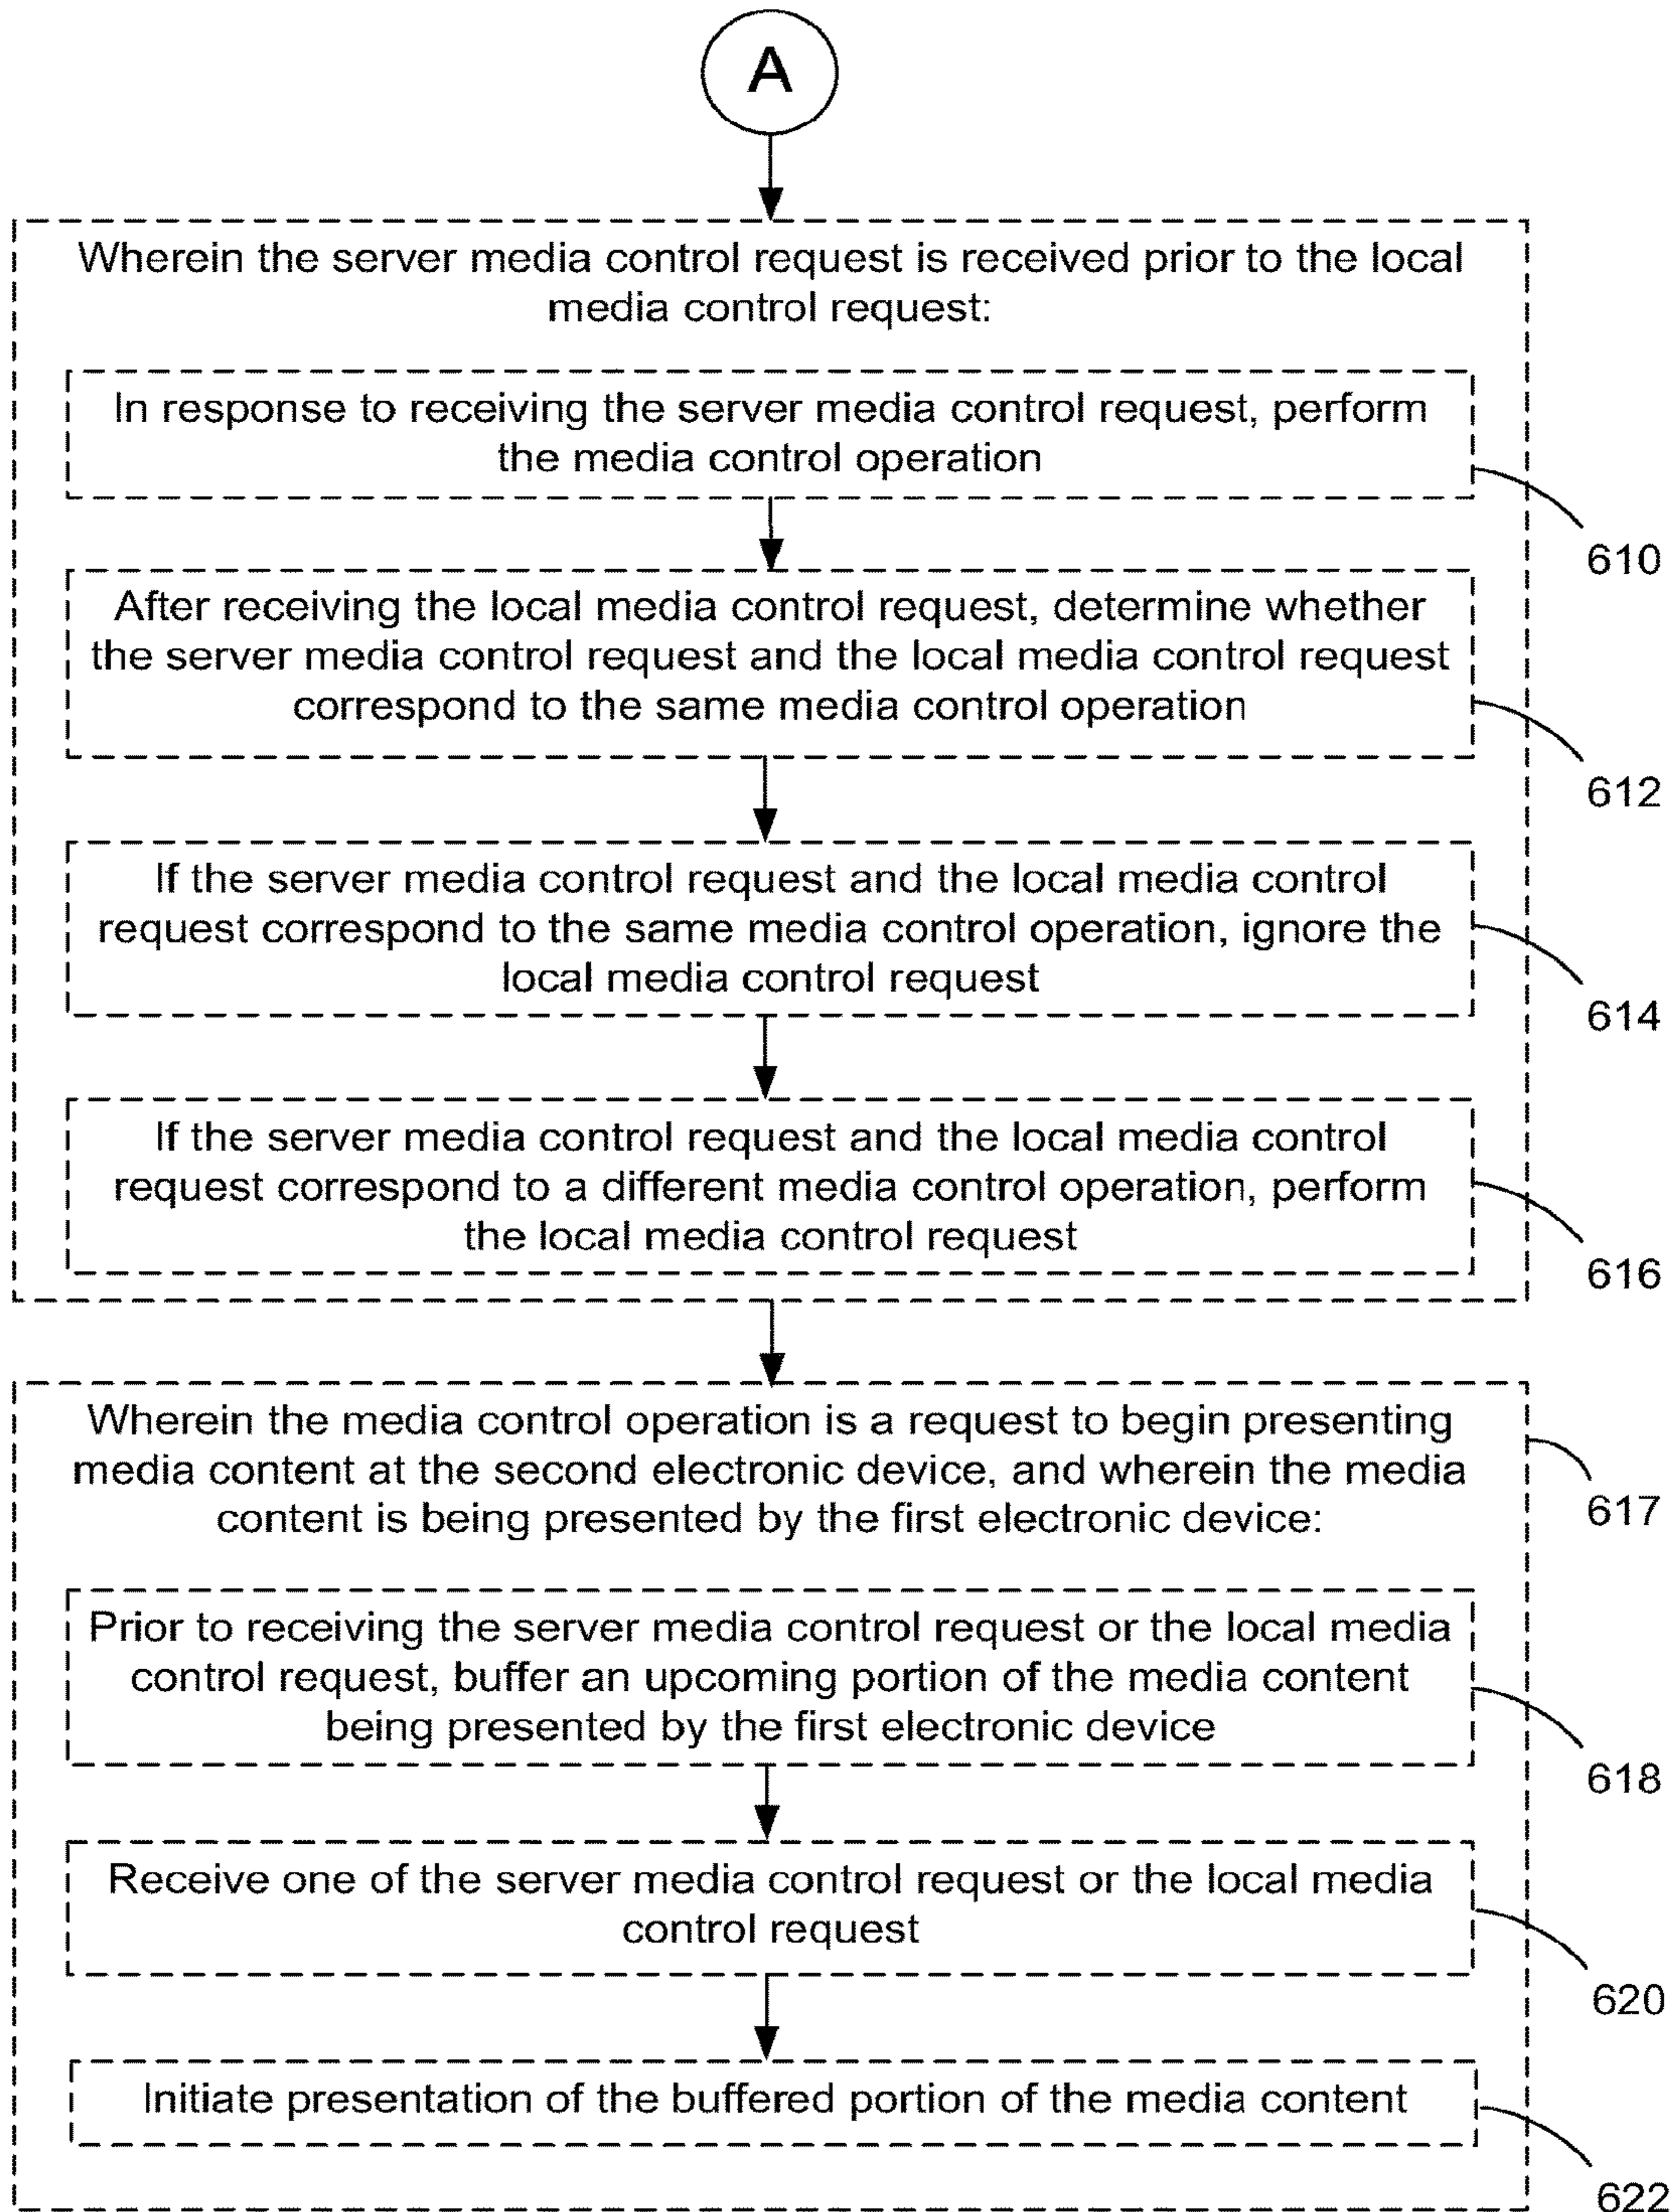 A
Wherein the server media control request is received prior to the local
media control request:
In response to receiving the server media control request, perform
the media control operation
610
After receiving the local media control request, determine whether
the server media control request and the local media control request
correspond to the same media control operation
612
If the server media control request and the local media control
request correspond to the same media control operation, ignore the
local media control request
614
If the server media control request and the local media control
request correspond to a different media control operation, perform
the local media control request
616
Wherein the media control operation is a request to begin presenting
media content at the second electronic device, and wherein the media
content is being presented by the first electronic device:
617
Prior to receiving the server media control request or the local media
control request, buffer an upcoming portion of the media content
being presented by the first electronic device
618
Receive one of the server media control request or the local media
control request
620
Initiate presentation of the buffered portion of the media content
622